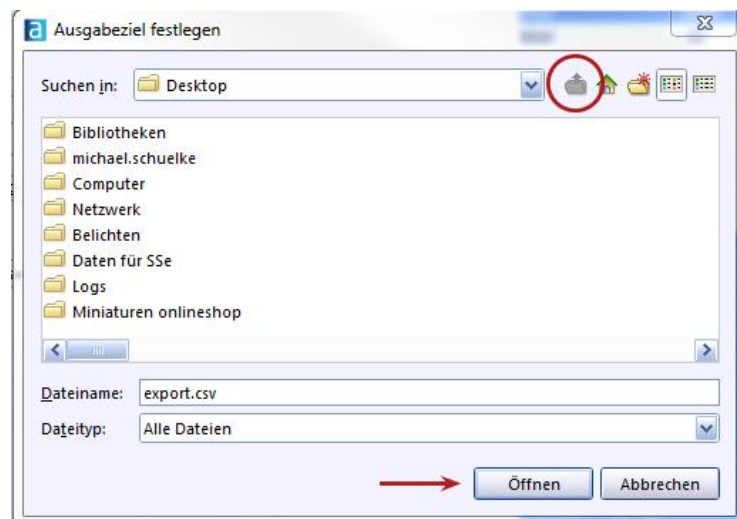 Ausgabeziel festlegen
Suchen in: Desktop
Bibliotheken
michael.schuelke
Computer
Netzwerk
Belichten
Daten für SSe
Logs
Miniaturen onlineshop
Dateiname: export.csv
Dateityp: Alle Dateien
Öffnen Abbrechen